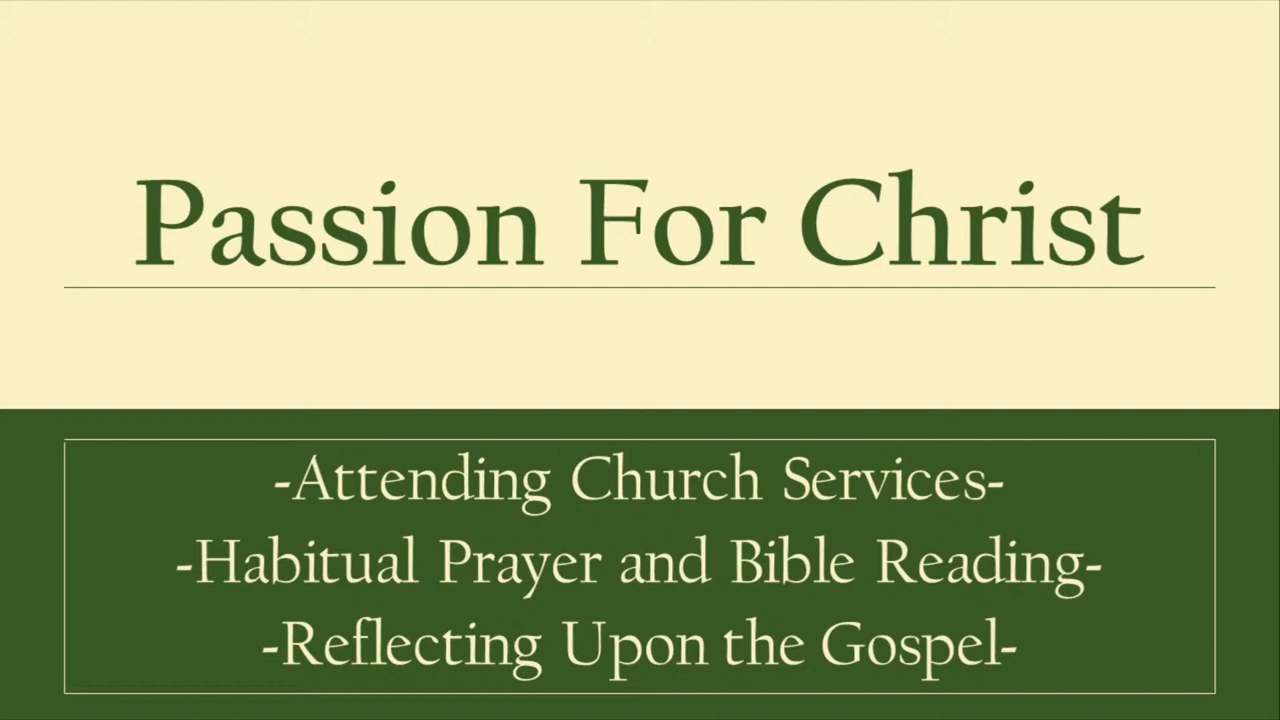 Passion For Christ
-Attending Church Services-
-Habitual Prayer and Bible Reading-
-Reflecting Upon the Gospel-